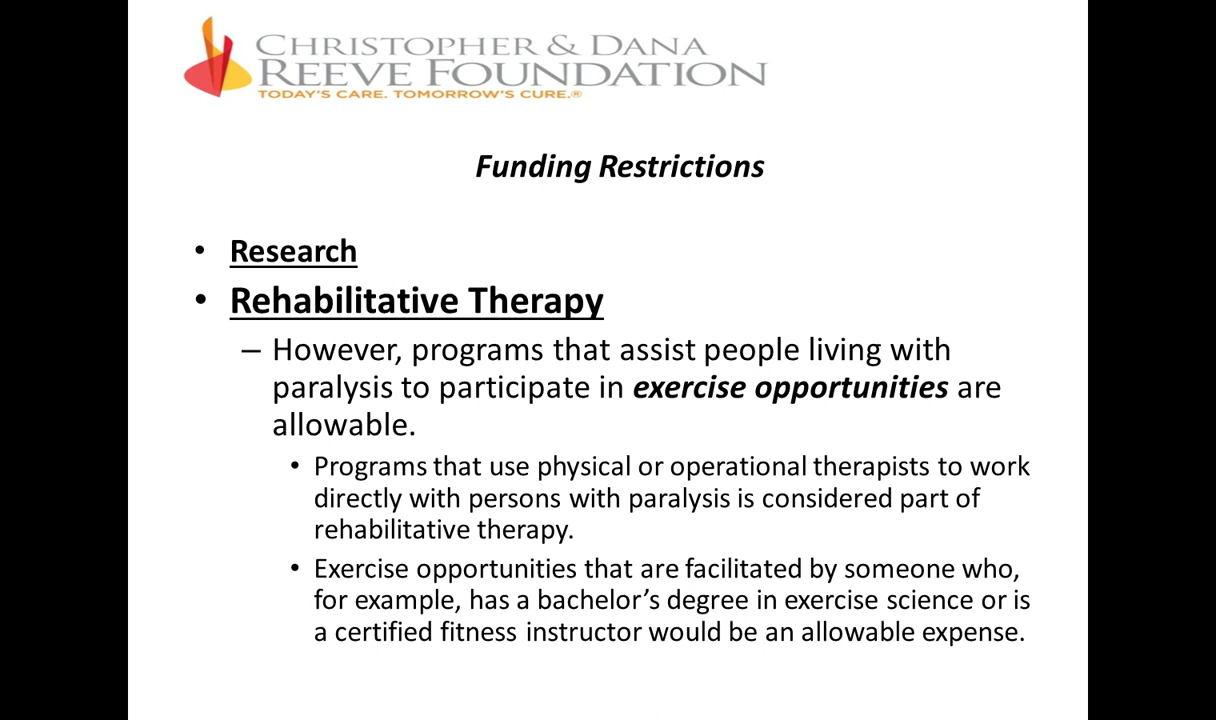 CHRISTOPHER & DANA
REEVE FOUNDATION
TODAY'S CARE. TOMORROW'S CURE.®
Funding Restrictions
• Research
• Rehabilitative Therapy
– However, programs that assist people living with
paralysis to participate in exercise opportunities are
allowable.
• Programs that use physical or operational therapists to work
directly with persons with paralysis is considered part of
rehabilitative therapy.
• Exercise opportunities that are facilitated by someone who,
for example, has a bachelor’s degree in exercise science or is
a certified fitness instructor would be an allowable expense.